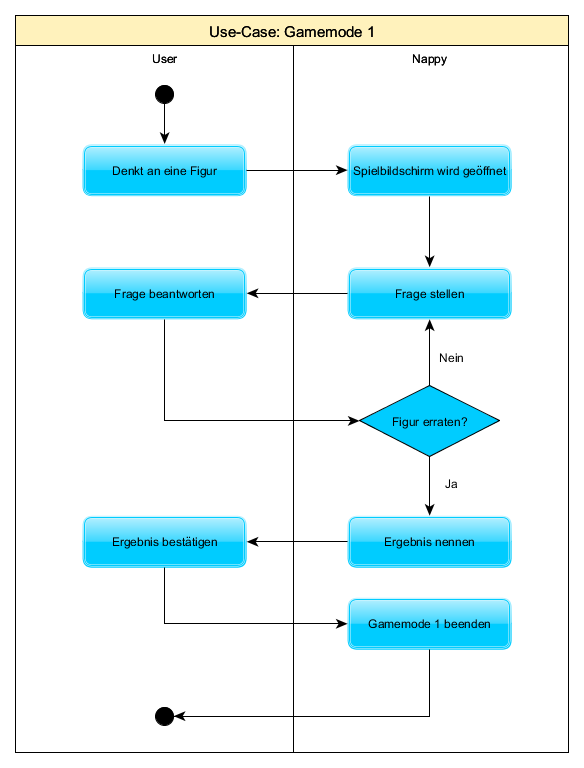 Use-Case: Gamemode 1
User
Nappy
Denkt an eine Figur
Spielbildschirm wird geöffnet
Frage beantworten
Frage stellen
Nein
Figur erraten?
Ja
Ergebnis bestätigen
Ergebnis nennen
Gamemode 1 beenden